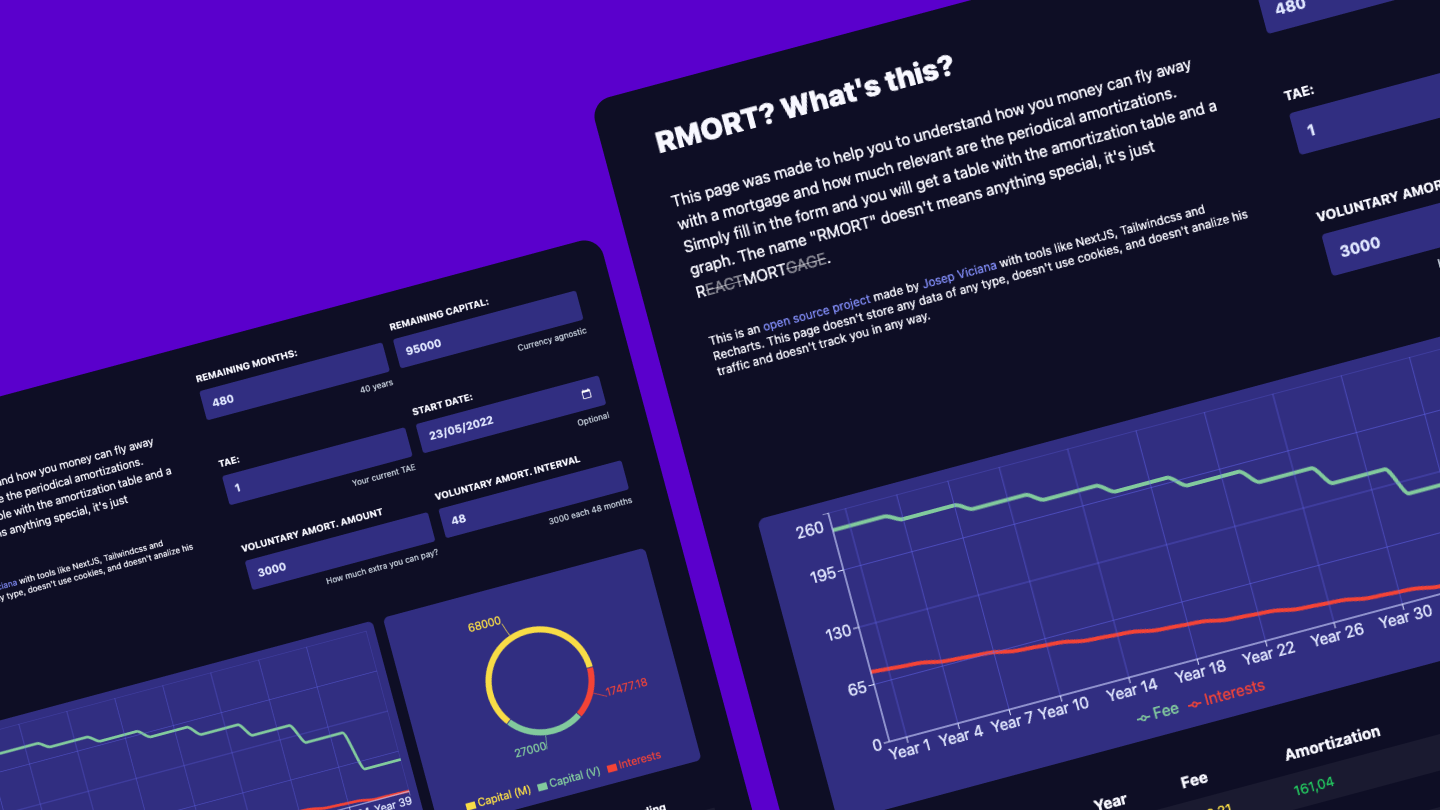 and how you money can fly away
the periodical amortizations.
with the amortization table and a
anything special, it's just
with tools like NextJS, Tailwindcss and
type, doesn't use cookies, and doesn't analize his
REMAINING MONTHS:
480
40 years
REMAINING CAPITAL:
95000
Currency agnostic
TAE:
1
Your current TAE
START DATE:
23/05/2022
Optional
VOLUNTARY AMORT. AMOUNT
3000
How much extra you can pay?
VOLUNTARY AMORT. INTERVAL
48
3000 each 48 months
Year 39
68000
17477.18
27000
Capital (M) Capital (V) Interests
RMORT? What's this?
This page was made to help you to understand how you money can fly away
with a mortgage and how much relevant are the periodical amortizations.
Simply fill in the form and you will get a table with the amortization table and a
graph. The name "RMORT" doesn't means anything special, it's just
REACTMORTGAGE.
This is an open source project made by Josep Viciana with tools like NextJS, Tailwindcss and
Recharts. This page doesn't store any data of any type, doesn't use cookies, and doesn't analize his
traffic and doesn't track you in any way.
480
TAE:
1
VOLUNTARY AMOR
3000
260
195
130
65
0
Year 1 Year 4 Year 7 Year 10 Year 14 Year 18 Year 22 Year 26 Year 30
Fee Interests
Year Fee Amortization
161,04